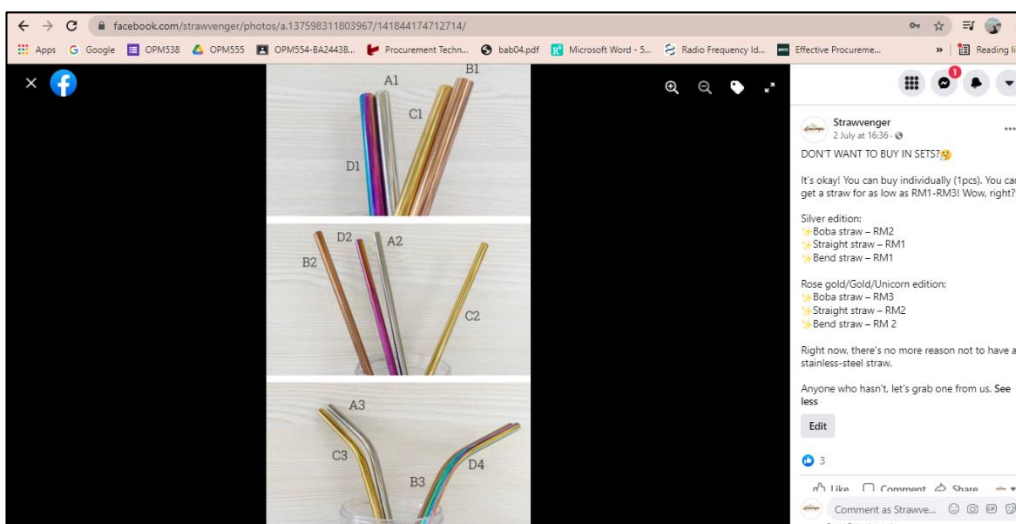 facebook.com/strawvenger/photos/a.137598311803967/141844174712714/
Apps Google OPM538 OPM555 OPM554-BA2443B... Procurement Techn... bab04.pdf Microsoft Word - S... Radio Frequency Id... Effective Procureme... » Reading li
A1
B1
C1
D1
D2
A2
B2
C2
A3
C3
D4
B3
1
Strawvenger
2 July at 16:36 ·
DON'T WANT TO BUY IN SETS?🤔
It's okay! You can buy individually (1pcs). You can
get a straw for as low as RM1-RM3! Wow, right?
Silver edition:
✨Boba straw – RM2
✨Straight straw – RM1
✨Bend straw – RM1
Rose gold/Gold/Unicorn edition:
✨Boba straw – RM3
✨Straight straw – RM2
✨Bend straw – RM 2
Right now, there's no more reason not to have a
stainless-steel straw.
Anyone who hasn't, let's grab one from us. See
less
Edit
3
Like Comment Share
Comment as Strawve...